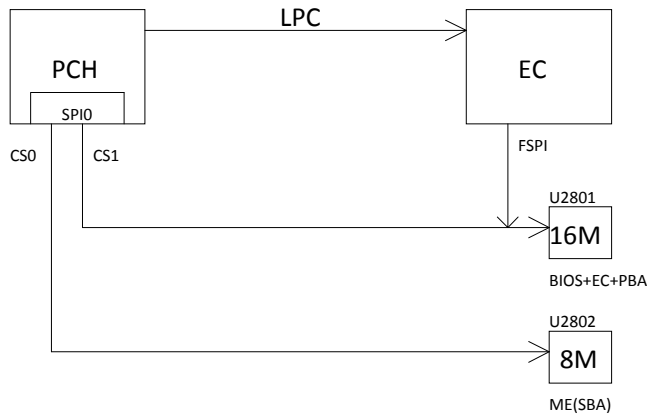 LPC
PCH
EC
SPI0
CS0
CS1
FSPI
U2801
16M
BIOS+EC+PBA
U2802
8M
ME(SBA)